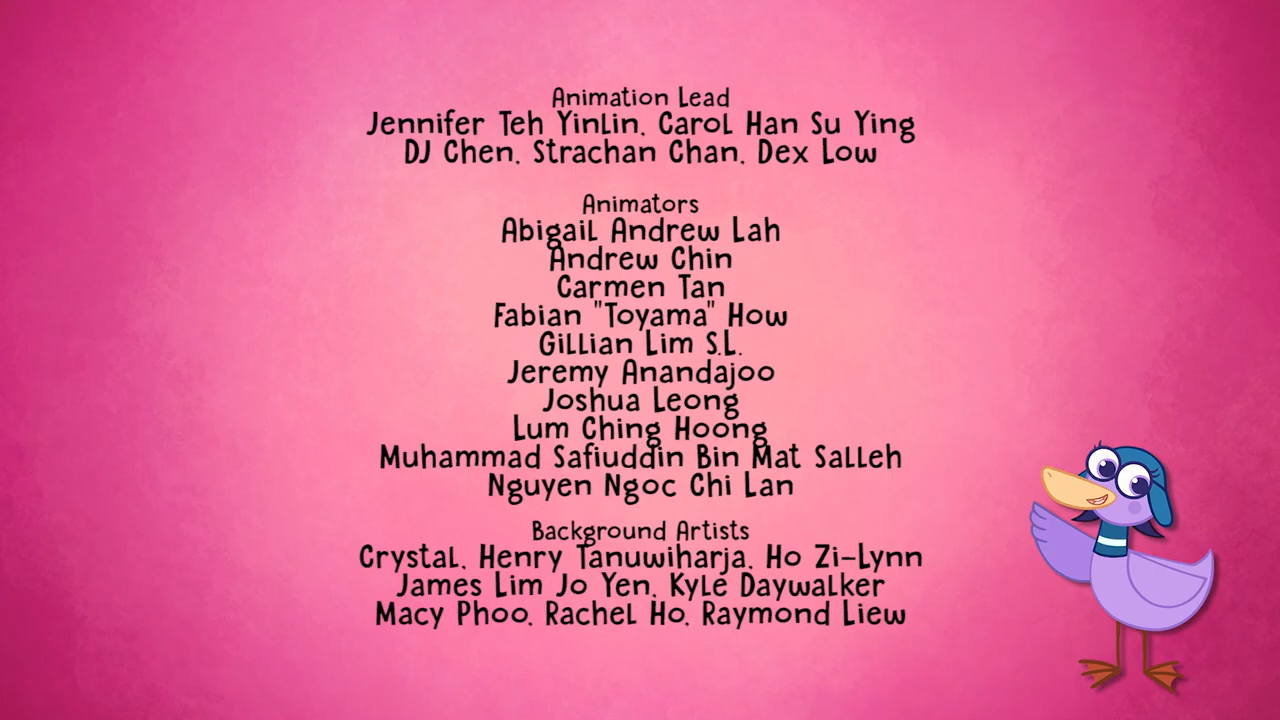 Animation Lead
Jennifer Teh YinLin, Carol Han Su Ying
DJ Chen, Strachan Chan, Dex Low
Animators
Abigail Andrew Lah
Andrew Chin
Carmen Tan
Fabian "Toyama" How
Gillian Lim S.L.
Jeremy Anandajoo
Joshua Leong
Lum Ching Hoong
Muhammad Safiuddin Bin Mat Salleh
Nguyen Ngoc Chi Lan
Background Artists
Crystal, Henry Tanuwiharja, Ho Zi-Lynn
James Lim Jo Yen, Kyle Daywalker
Macy Phoo, Rachel Ho, Raymond Liew